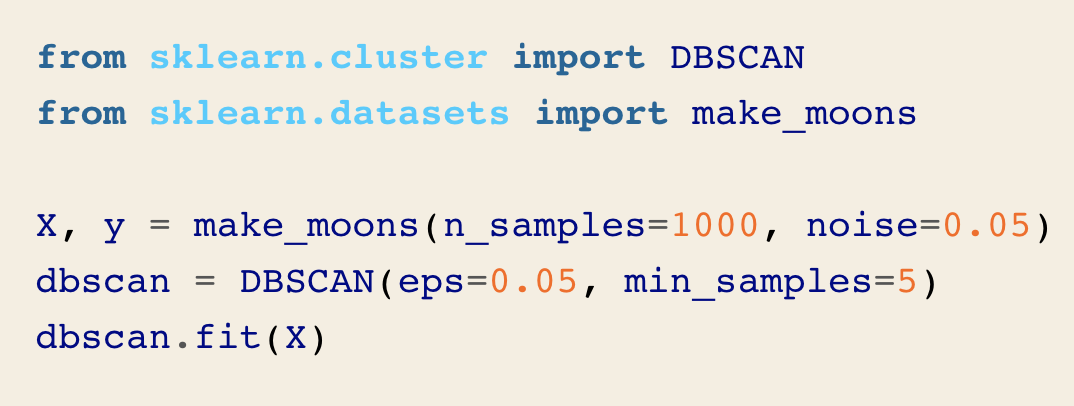 from sklearn.cluster import DBSCAN
from sklearn.datasets import make_moons
X, y = make_moons(n_samples=1000, noise=0.05)
dbscan = DBSCAN(eps=0.05, min_samples=5)
dbscan.fit(X)